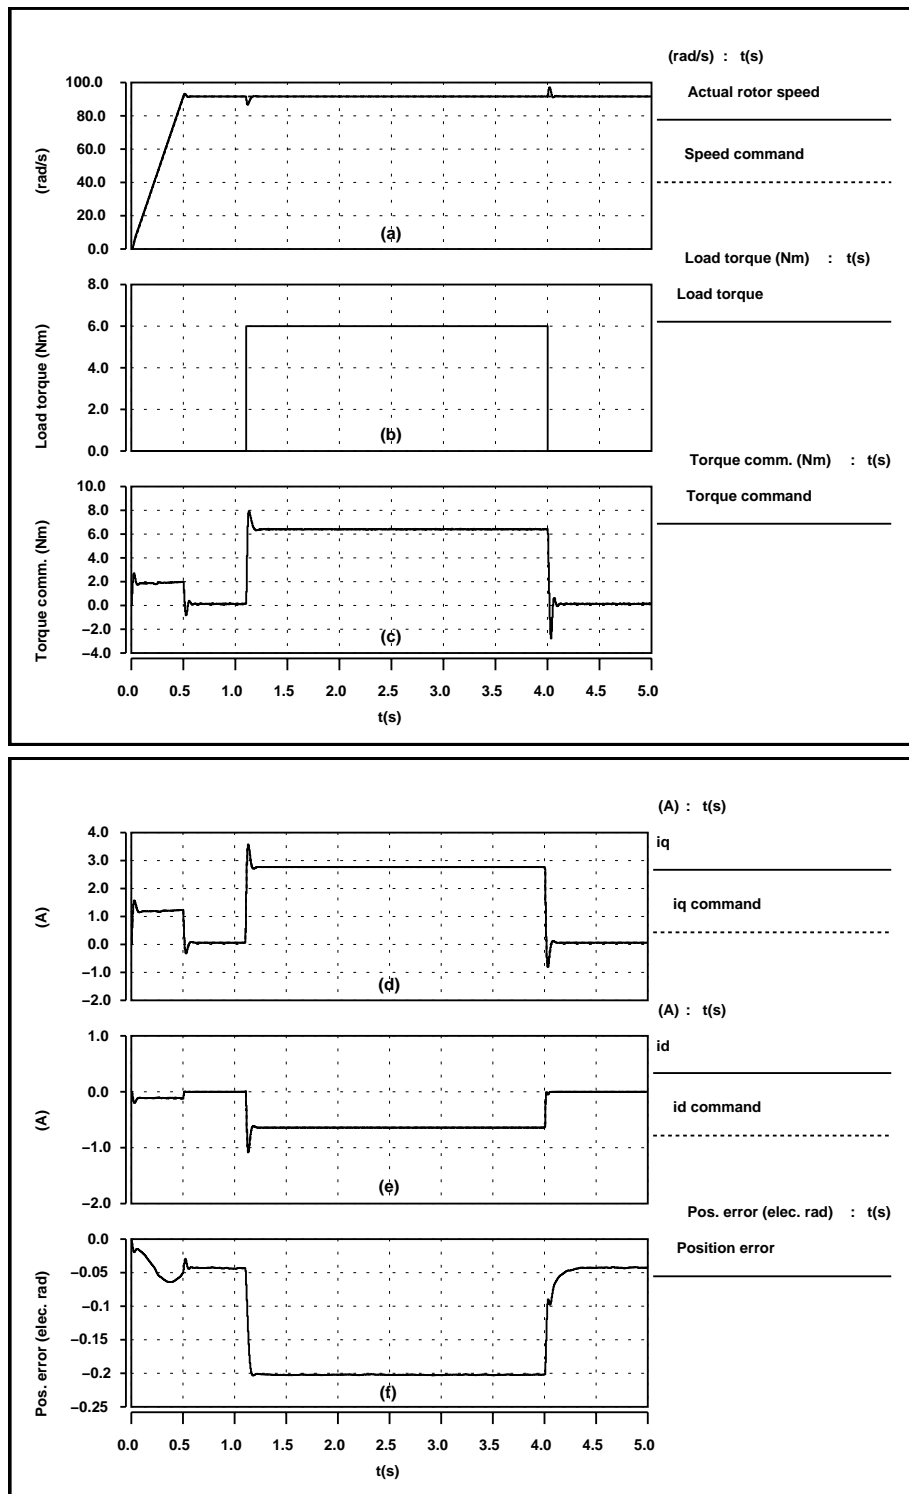 (rad/s) : t(s)
100.0
Actual rotor speed
80.0
Speed command
60.0
(rad/s)
40.0
20.0
(a)
0.0
Load torque (Nm) : t(s)
8.0
Load torque
6.0
Load torque (Nm)
4.0
2.0
(b)
0.0
Torque comm. (Nm) : t(s)
10.0
Torque command
8.0
6.0
4.0
Torque comm. (Nm)
2.0
0.0
–2.0
(c)
–4.0
0.0 0.5 1.0 1.5 2.0 2.5 3.0 3.5 4.0 4.5 5.0
t(s)
(A) : t(s)
4.0
iq
3.0
2.0
iq command
(A)
1.0
0.0
–1.0
(d)
–2.0
(A) : t(s)
1.0
id
0.0
id command
(A)
–1.0
(e)
–2.0
Pos. error (elec. rad) : t(s)
0.0
Position error
–0.05
–0.1
Pos. error (elec. rad)
–0.15
–0.2
(f)
–0.25
0.0 0.5 1.0 1.5 2.0 2.5 3.0 3.5 4.0 4.5 5.0
t(s)